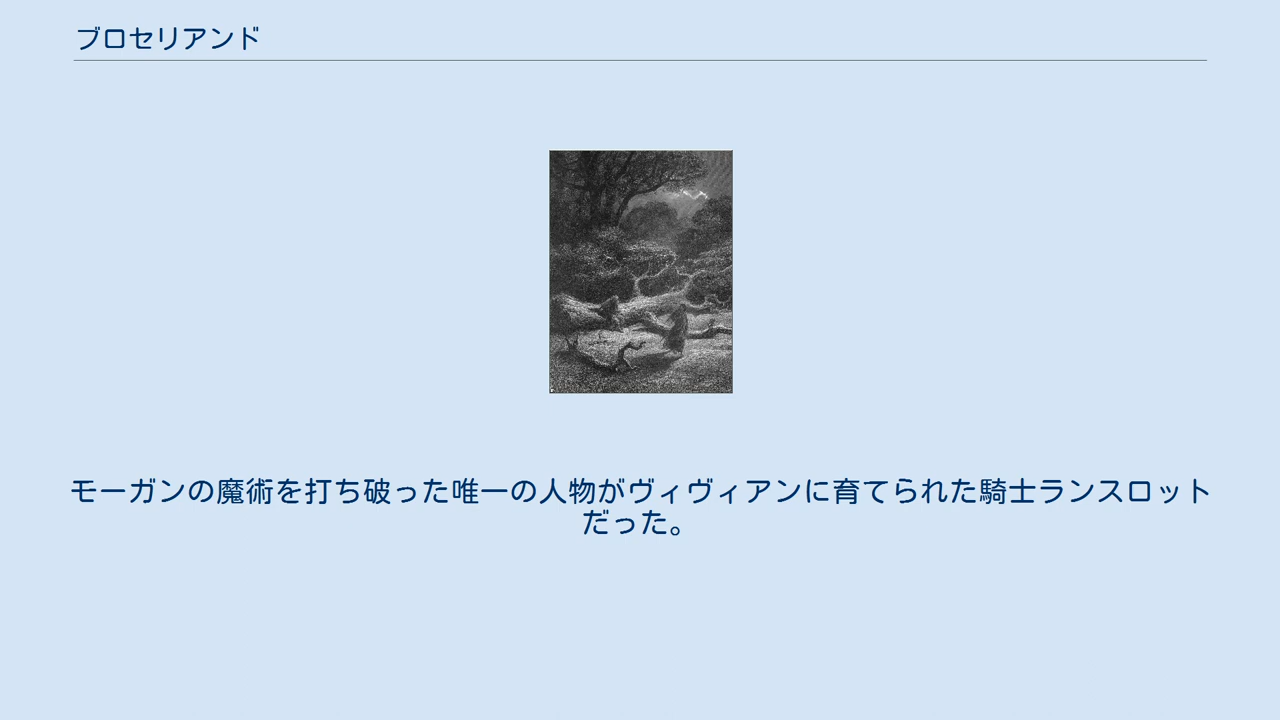 ブロセリアンド
モーガンの魔術を打ち破った唯一の人物がヴィヴィアンに育てられた騎士ランスロット
だった。